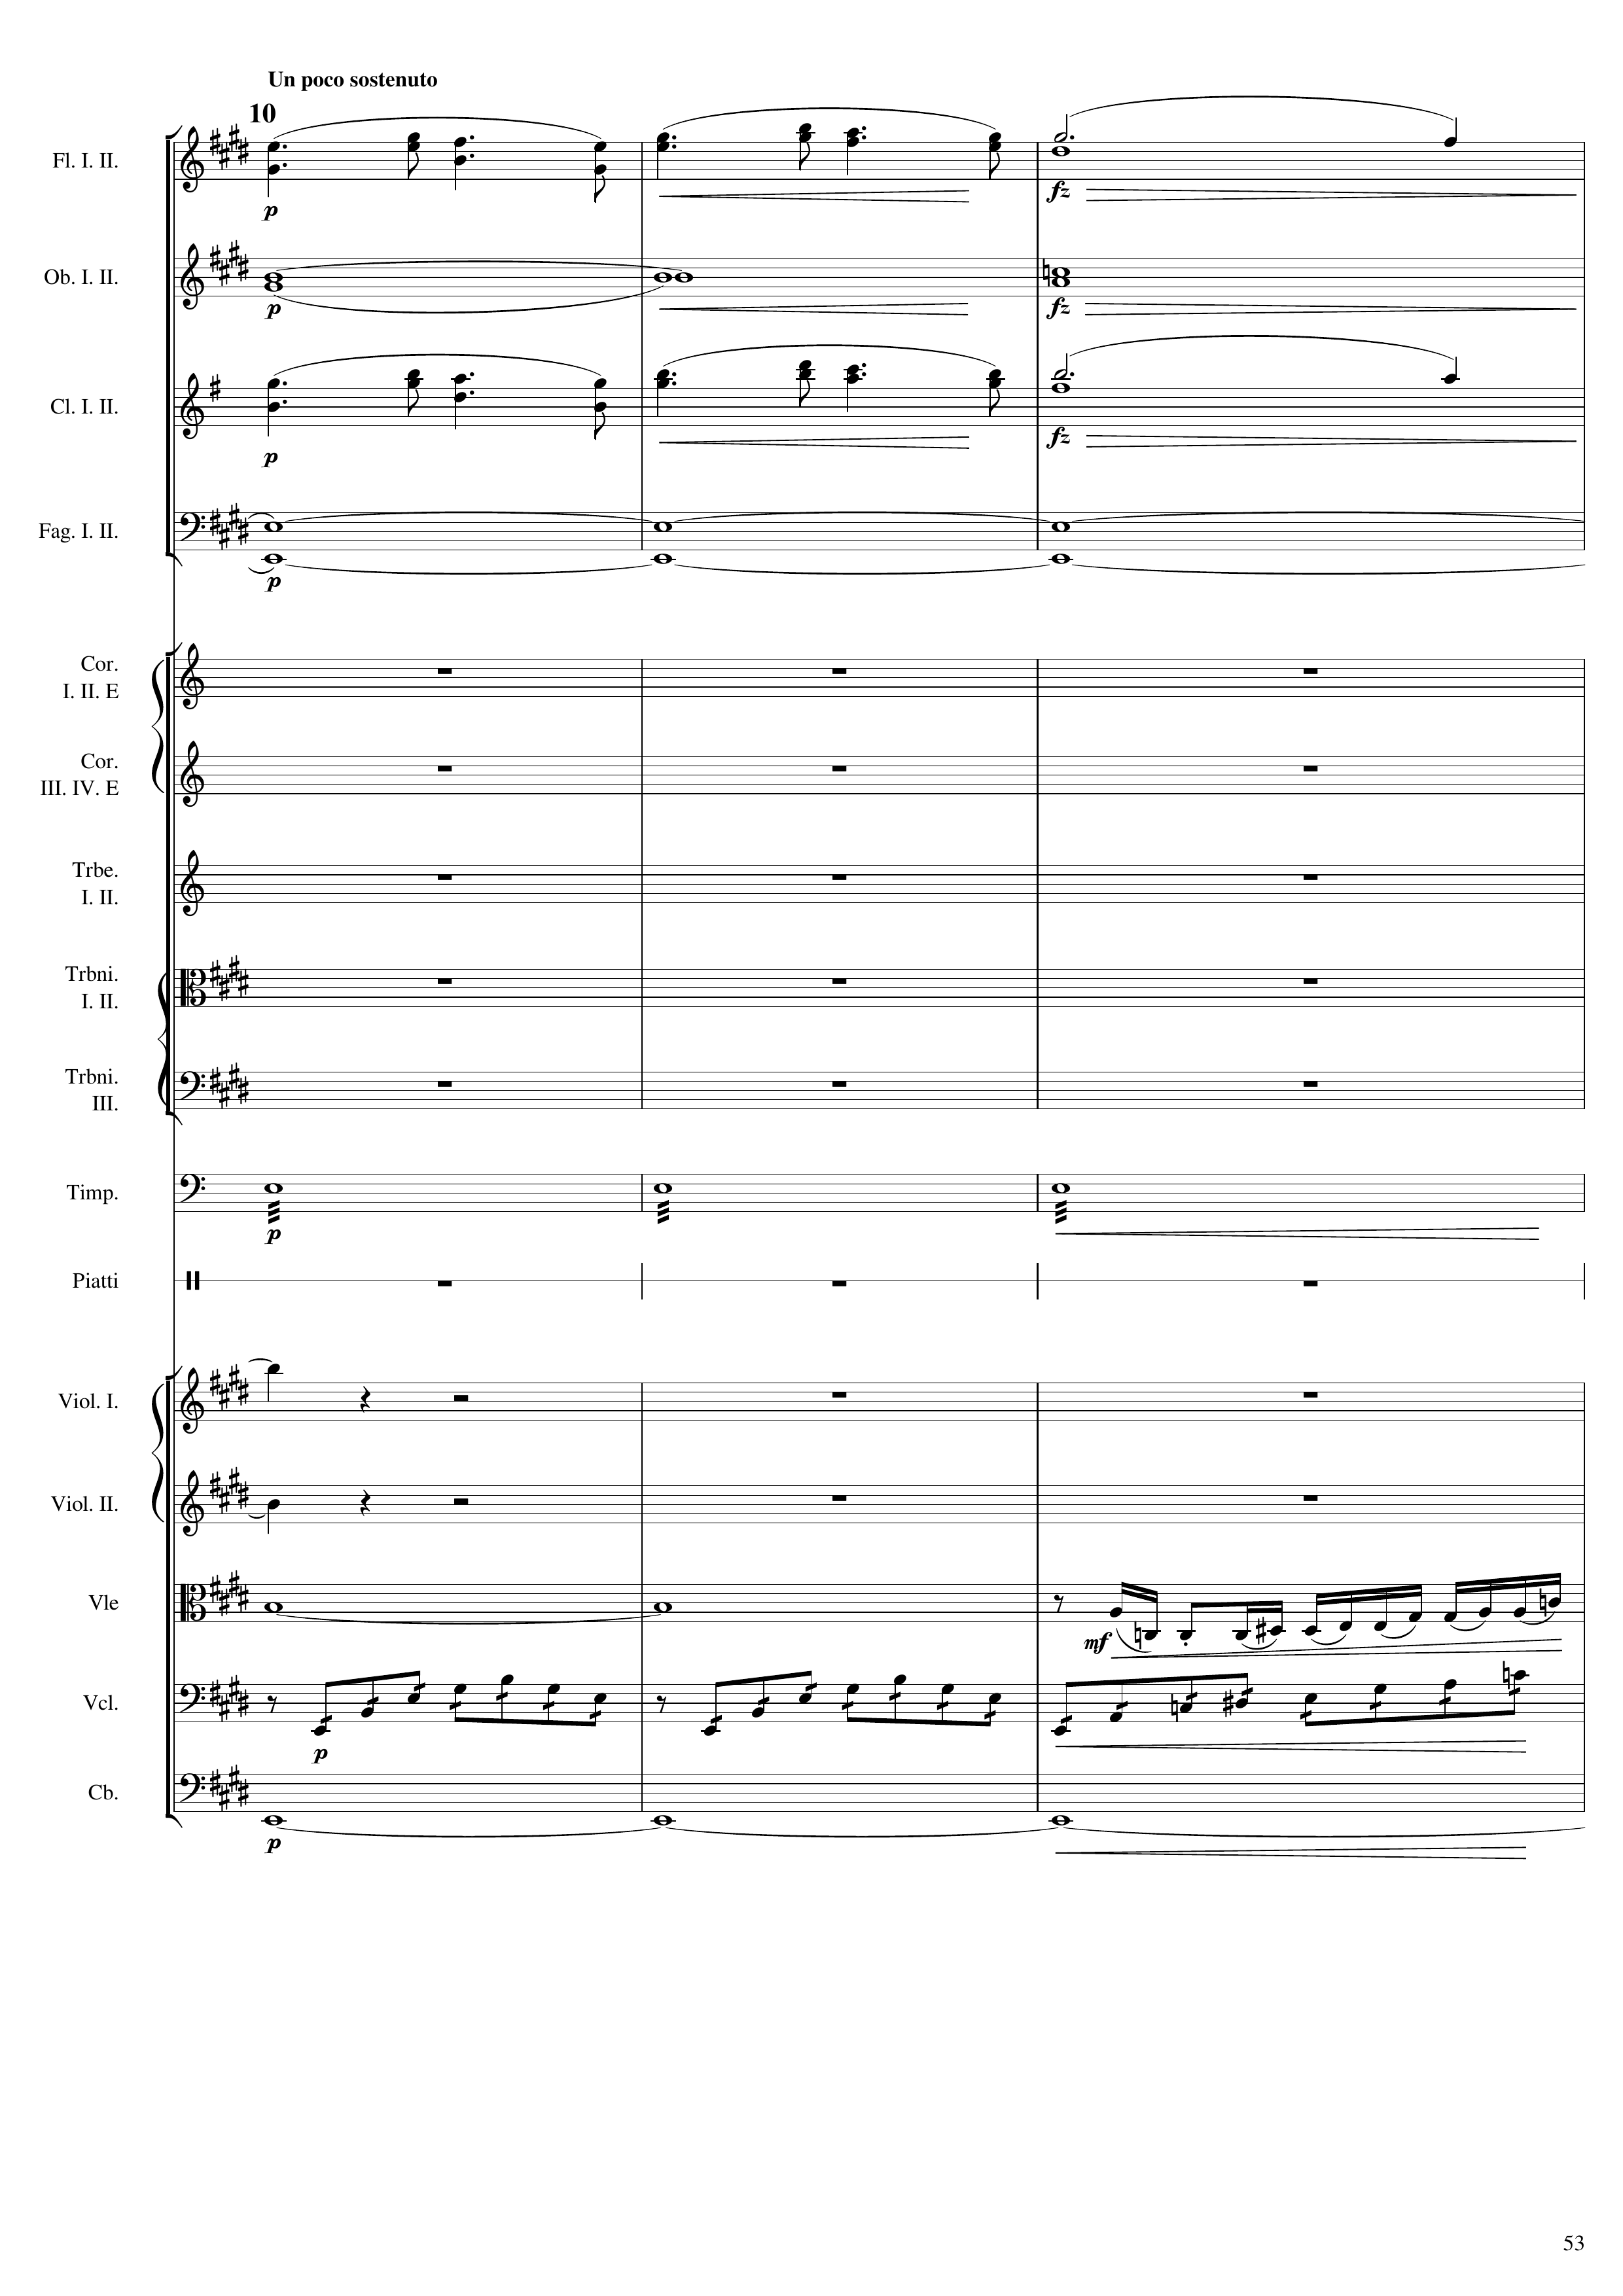 Un poco sostenuto
10
Fl. I. II.
p
fz
Ob. I. II.
p
fz
Cl. I. II.
p
fz
Fag. I. II.
p
Cor.
I. II. E
Cor.
III. IV. E
Trbe.
I. II.
Trbni.
I. II.
Trbni.
III.
Timp.
p
Piatti
Viol. I.
Viol. II.
Vle
mf
Vcl.
p
Cb.
p
53